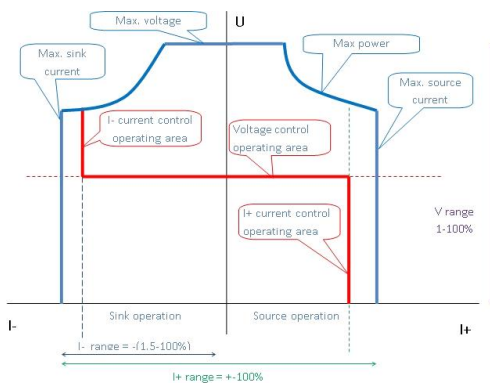 Max. voltage
U
Max. sink
current
Max power
Max. source
current
I- current control
operating area
Voltage control
operating area
I+ current control
operating area
V range
1-100%
Sink operation
Source operation
I-
I+
I- range = -(1.5-100%)
I+ range = +-100%